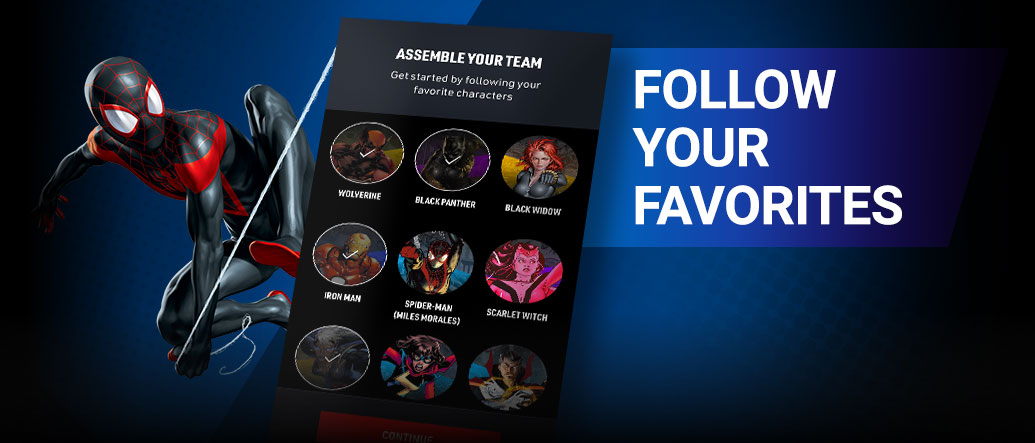 ASSEMBLE YOUR TEAM
Get started by following your
favorite characters
WOLVERINE
BLACK PANTHER
BLACK WIDOW
IRON MAN
SPIDER-MAN
(MILES MORALES)
SCARLET WITCH
CONTINUE
FOLLOW
YOUR
FAVORITES